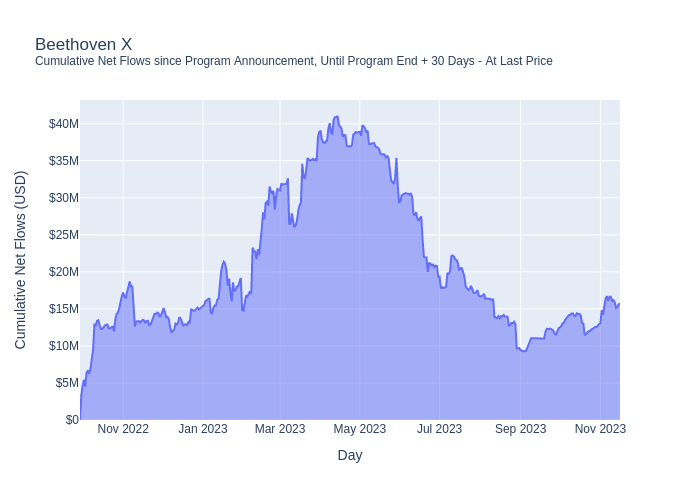 Beethoven X
Cumulative Net Flows since Program Announcement, Until Program End + 30 Days - At Last Price
Cumulative Net Flows (USD)
$40M
$35M
$30M
$25M
$20M
$15M
$10M
$5M
$0
Nov 2022 Jan 2023 Mar 2023 May 2023 Jul 2023 Sep 2023 Nov 2023
Day